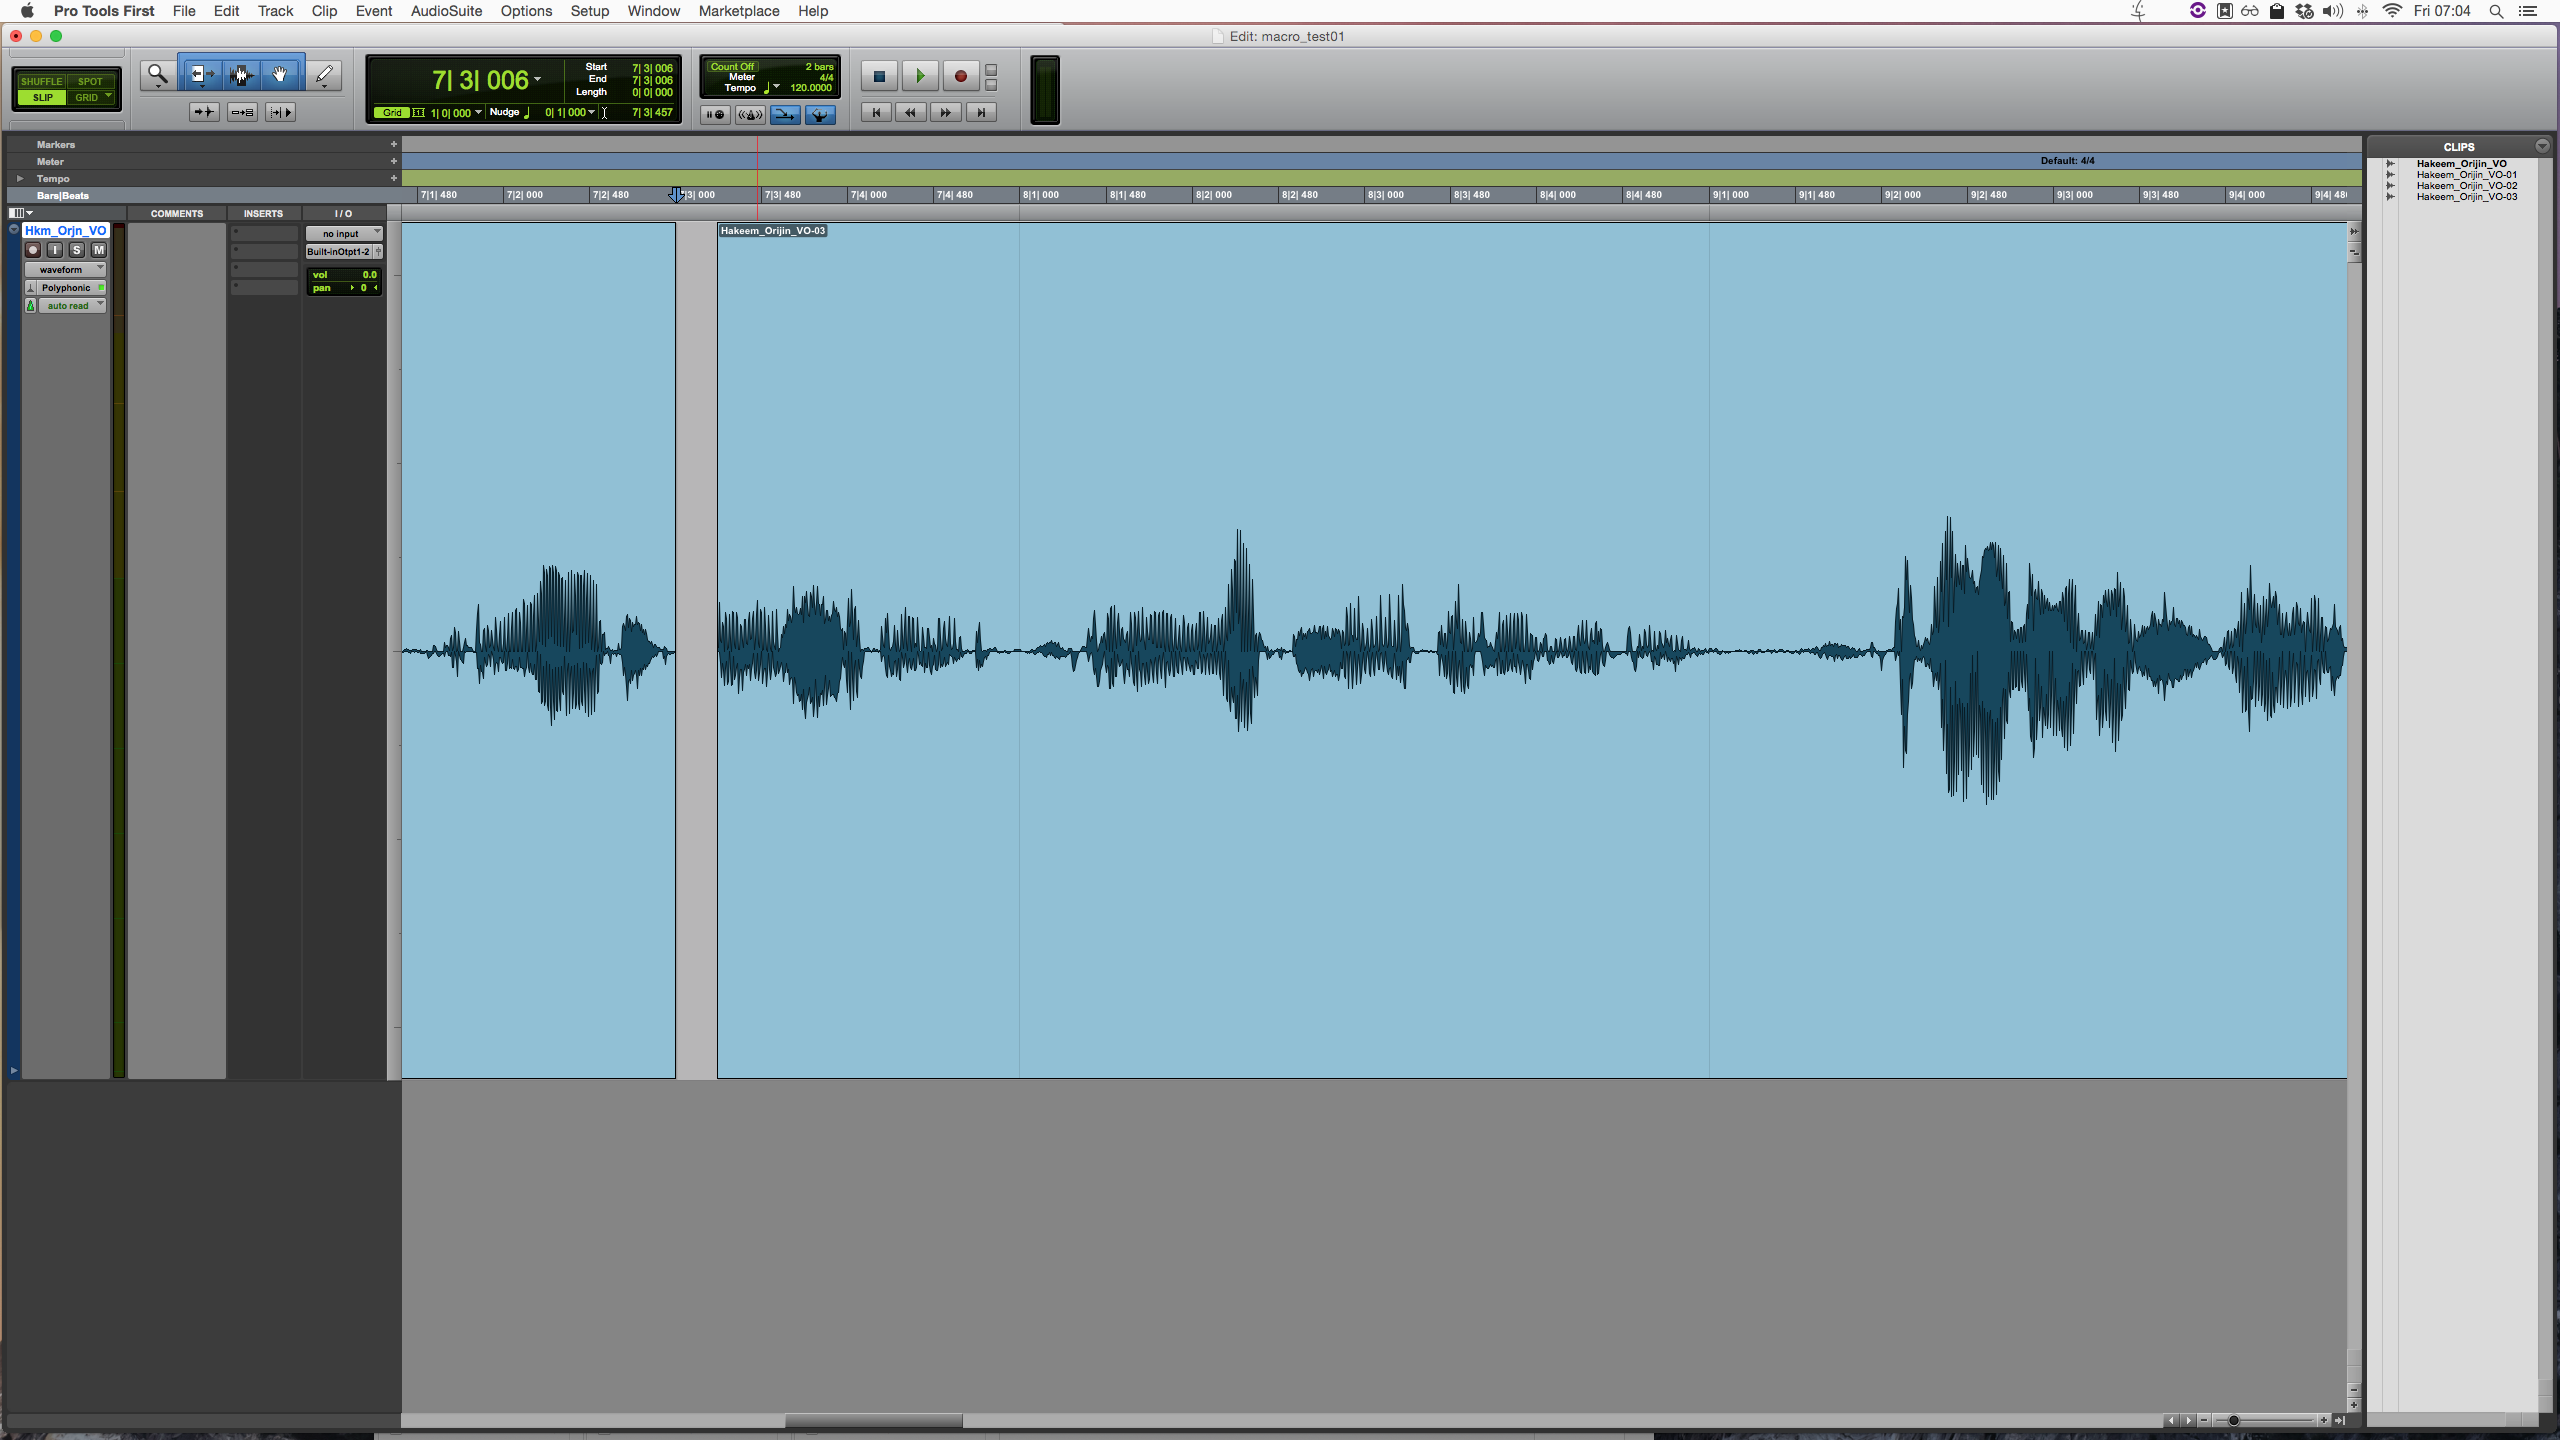 Pro Tools First File Edit Track Clip Event AudioSuite Options Setup Window Marketplace Help Fri 07:04
Edit: macro_test01
SHUFFLE SPOT
SLIP GRID
7| 3| 006
Start 7| 3| 006
End 7| 3| 006
Length 0| 0| 000
Grid 1| 0| 000 Nudge 0| 1| 000 7| 3| 457
Count Off 2 bars
Meter 4/4
Tempo 120.0000
Markers
Meter
Default: 4/4
Tempo
Bars|Beats
7|1| 480 7|2| 000 7|2| 480 3| 000 7|3| 480 7|4| 000 7|4| 480 8|1| 000 8|1| 480 8|2| 000 8|2| 480 8|3| 000 8|3| 480 8|4| 000 8|4| 480 9|1| 000 9|1| 480 9|2| 000 9|2| 480 9|3| 000 9|3| 480 9|4| 000 9|4| 48
COMMENTS INSERTS I / O
Hkm_Orjn_VO
I S M
waveform
Polyphonic
auto read
no input
Built-inOtpt1-2
vol 0.0
pan 0
Hakeem_Orijin_VO-03
CLIPS
Hakeem_Orijin_VO
Hakeem_Orijin_VO-01
Hakeem_Orijin_VO-02
Hakeem_Orijin_VO-03